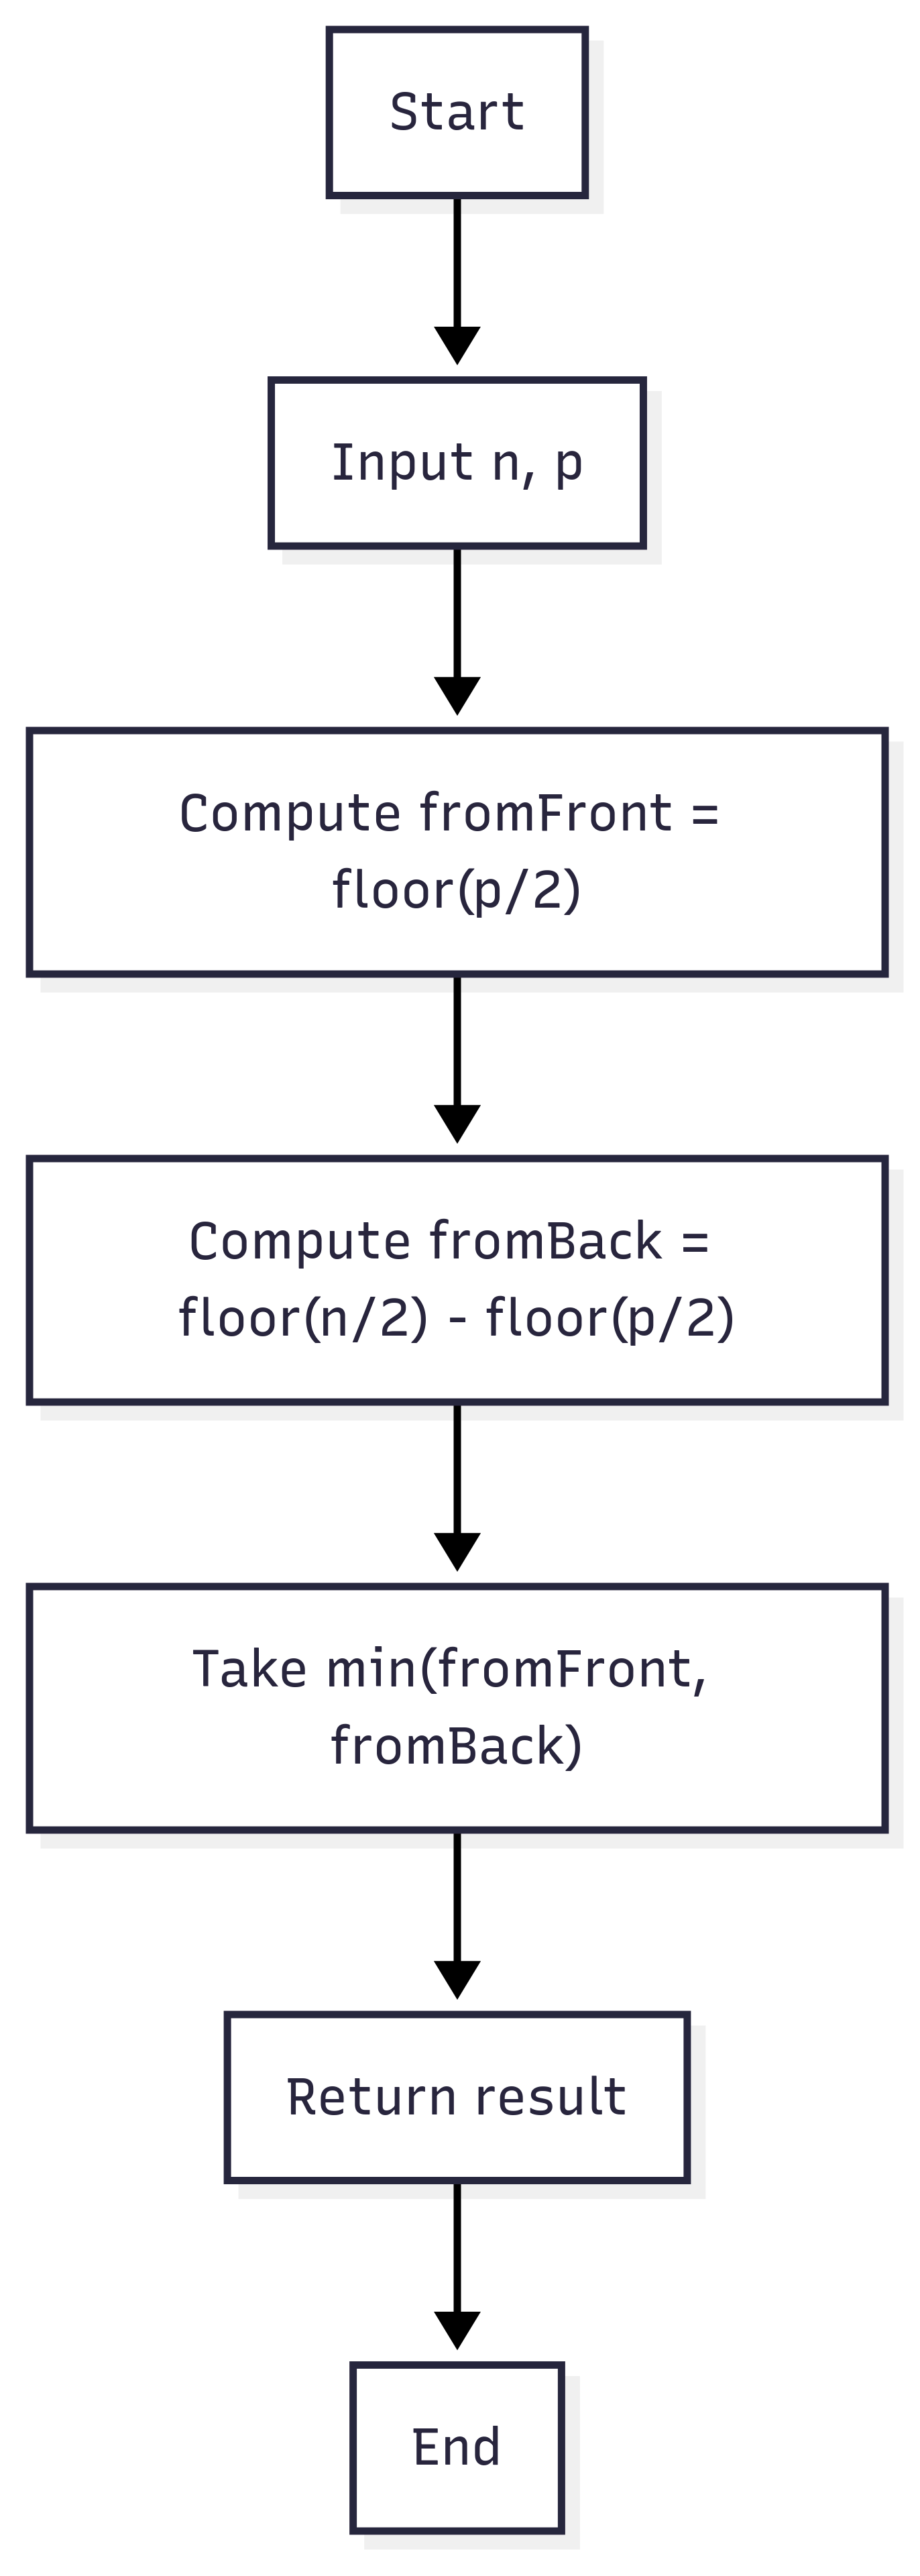 Start
Input n, p
Compute fromFront =
floor(p/2)
Compute fromBack =
floor(n/2) - floor(p/2)
Take min(fromFront,
fromBack)
Return result
End